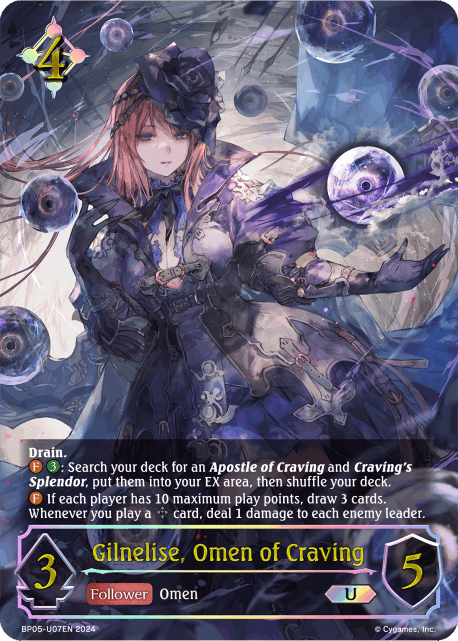 4
Drain.
F 3: Search your deck for an Apostle of Craving and Craving's
Splendor, put them into your EX area, then shuffle your deck.
F If each player has 10 maximum play points, draw 3 cards.
Whenever you play a card, deal 1 damage to each enemy leader.
Gilnelise, Omen of Craving
3
Follower Omen
U
5
BP05-U07EN 2024
© Cygames, Inc.